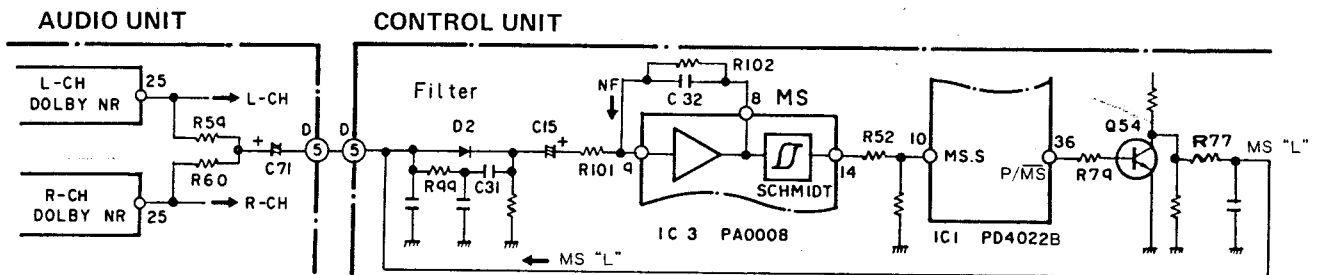 AUDIO UNIT
CONTROL UNIT
L-CH
DOLBY NR
25
L-CH
R59
+
C71
R60
R-CH
DOLBY NR
25
R-CH
D
5
D
5
Filter
D2
R99
C31
C15
+
R101
NF
R102
C32
8
MS
9
SCHMIDT
14
IC 3 PA0008
R52
10
MS.S
36
P/M̅S̅
IC1 PD4022B
R79
Q54
R77
MS "L"
← MS "L"